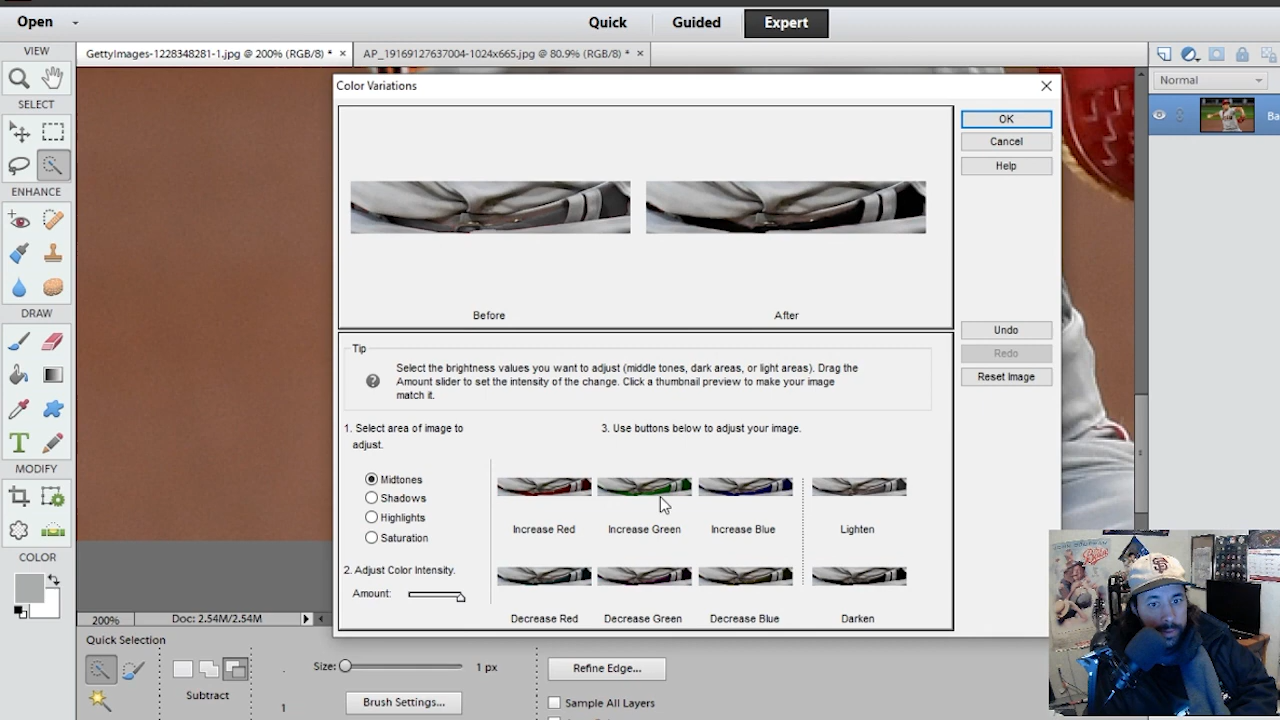 Open
Quick
Guided
Expert
VIEW
GettyImages-1228348281-1.jpg @ 200% (RGB/8) *
AP_19169127637004-1024x665.jpg @ 80.9% (RGB/8) *
Normal
Color Variations
OK
Cancel
Help
SELECT
Ba
ENHANCE
Before
After
DRAW
Undo
Redo
Reset Image
Tip
Select the brightness values you want to adjust (middle tones, dark areas, or light areas). Drag the
Amount slider to set the intensity of the change. Click a thumbnail preview to make your image
match it.
1. Select area of image to
adjust.
3. Use buttons below to adjust your image.
T
MODIFY
Midtones
Shadows
Highlights
Saturation
Increase Red
Increase Green
Increase Blue
Lighten
COLOR
2. Adjust Color Intensity.
Amount:
Decrease Red
Decrease Green
Decrease Blue
Darken
200%
Doc: 2.54M/2.54M
Quick Selection
Size:
1 px
Refine Edge...
Subtract
1
Brush Settings...
Sample All Layers
SF
Babe